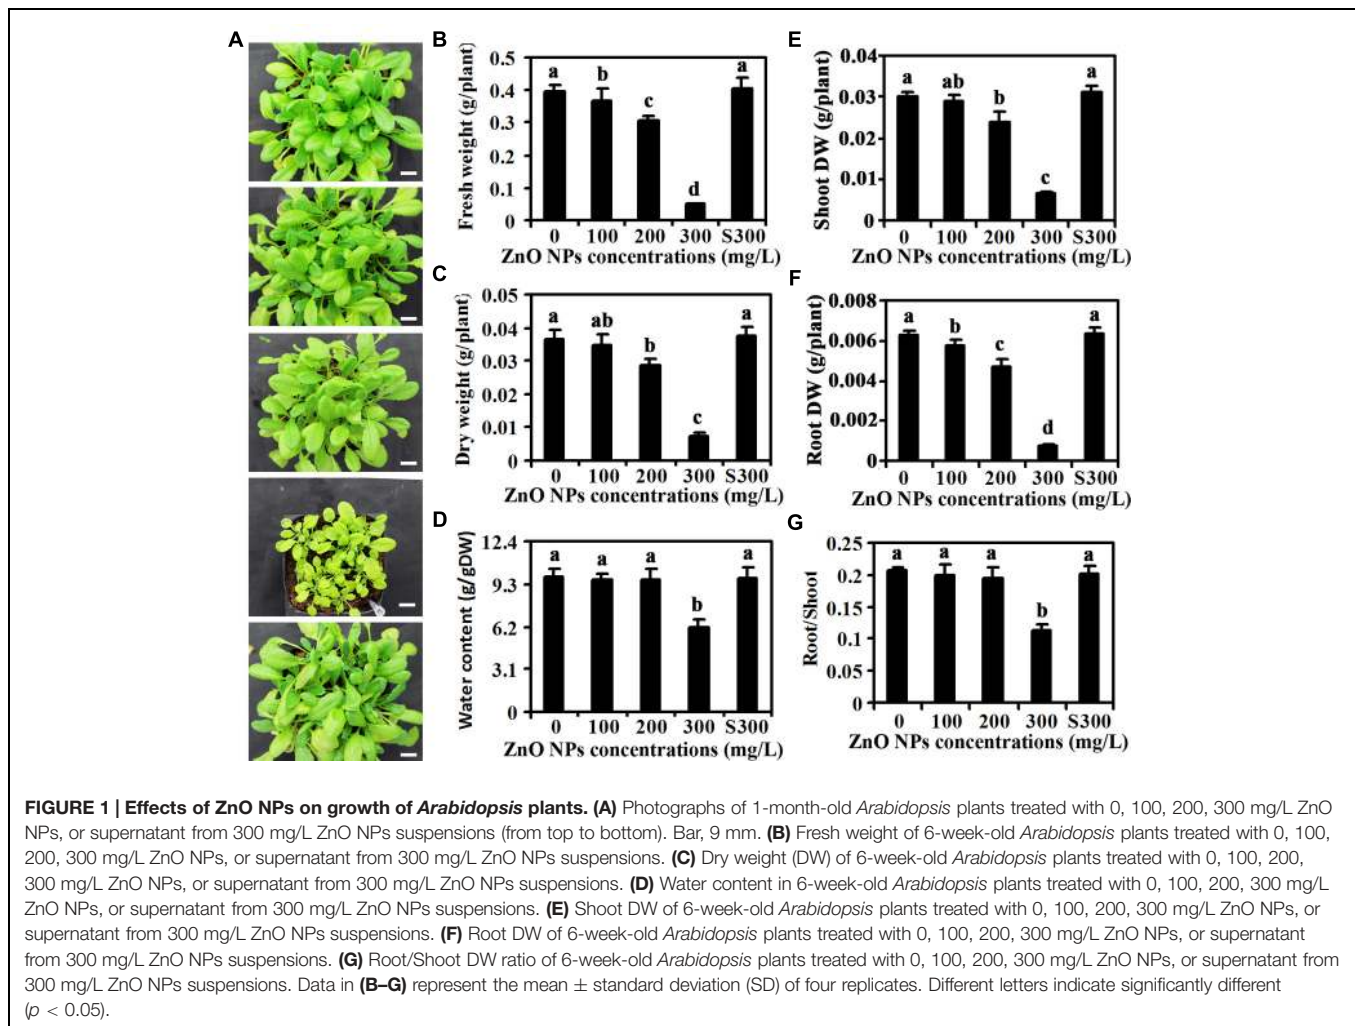 A
B
Fresh weight (g/plant)
0.5
0.4
0.3
0.2
0.1
0
a
b
c
d
a
0 100 200 300 S300
ZnO NPs concentrations (mg/L)
C
Dry weight (g/plant)
0.05
0.04
0.03
0.02
0.01
0
a
ab
b
c
a
0 100 200 300 S300
ZnO NPs concentrations (mg/L)
D
Water content (g/gDW)
12.4
9.3
6.2
3.1
0
a
a
a
b
a
0 100 200 300 S300
ZnO NPs concentrations (mg/L)
E
Shoot DW (g/plant)
0.04
0.03
0.02
0.01
0
a
ab
b
c
a
0 100 200 300 S300
ZnO NPs concentrations (mg/L)
F
Root DW (g/plant)
0.008
0.006
0.004
0.002
0
a
b
c
d
a
0 100 200 300 S300
ZnO NPs concentrations (mg/L)
G
Root/Shoot
0.25
0.2
0.15
0.1
0.05
0
a
a
a
b
a
0 100 200 300 S300
ZnO NPs concentrations (mg/L)
FIGURE 1 | Effects of ZnO NPs on growth of Arabidopsis plants. (A) Photographs of 1-month-old Arabidopsis plants treated with 0, 100, 200, 300 mg/L ZnO
NPs, or supernatant from 300 mg/L ZnO NPs suspensions (from top to bottom). Bar, 9 mm. (B) Fresh weight of 6-week-old Arabidopsis plants treated with 0, 100,
200, 300 mg/L ZnO NPs, or supernatant from 300 mg/L ZnO NPs suspensions. (C) Dry weight (DW) of 6-week-old Arabidopsis plants treated with 0, 100, 200,
300 mg/L ZnO NPs, or supernatant from 300 mg/L ZnO NPs suspensions. (D) Water content in 6-week-old Arabidopsis plants treated with 0, 100, 200, 300 mg/L
ZnO NPs, or supernatant from 300 mg/L ZnO NPs suspensions. (E) Shoot DW of 6-week-old Arabidopsis plants treated with 0, 100, 200, 300 mg/L ZnO NPs, or
supernatant from 300 mg/L ZnO NPs suspensions. (F) Root DW of 6-week-old Arabidopsis plants treated with 0, 100, 200, 300 mg/L ZnO NPs, or supernatant
from 300 mg/L ZnO NPs suspensions. (G) Root/Shoot DW ratio of 6-week-old Arabidopsis plants treated with 0, 100, 200, 300 mg/L ZnO NPs, or supernatant from
300 mg/L ZnO NPs suspensions. Data in (B–G) represent the mean ± standard deviation (SD) of four replicates. Different letters indicate significantly different
(p < 0.05).